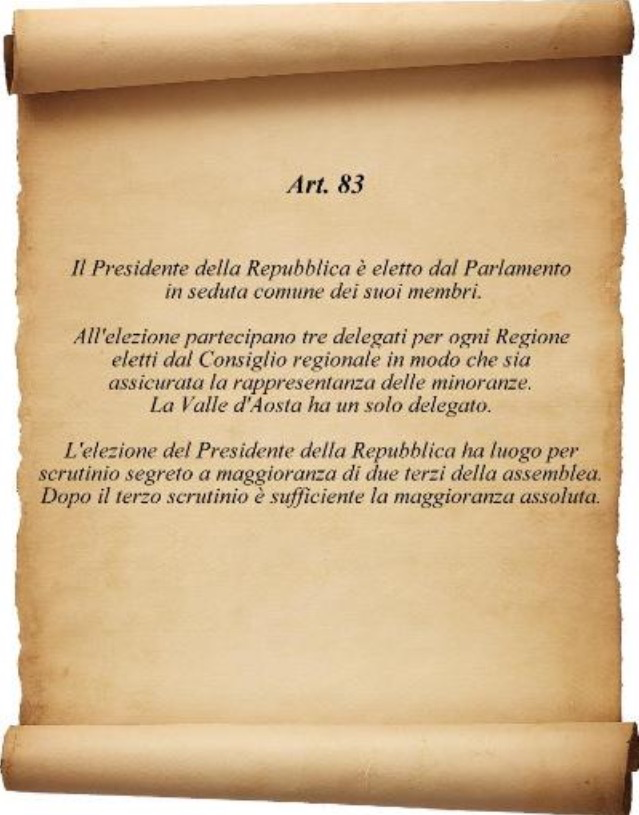 Art. 83
Il Presidente della Repubblica è eletto dal Parlamento
in seduta comune dei suoi membri.
All'elezione partecipano tre delegati per ogni Regione
eletti dal Consiglio regionale in modo che sia
assicurata la rappresentanza delle minoranze.
La Valle d'Aosta ha un solo delegato.
L'elezione del Presidente della Repubblica ha luogo per
scrutinio segreto a maggioranza di due terzi della assemblea.
Dopo il terzo scrutinio è sufficiente la maggioranza assoluta.